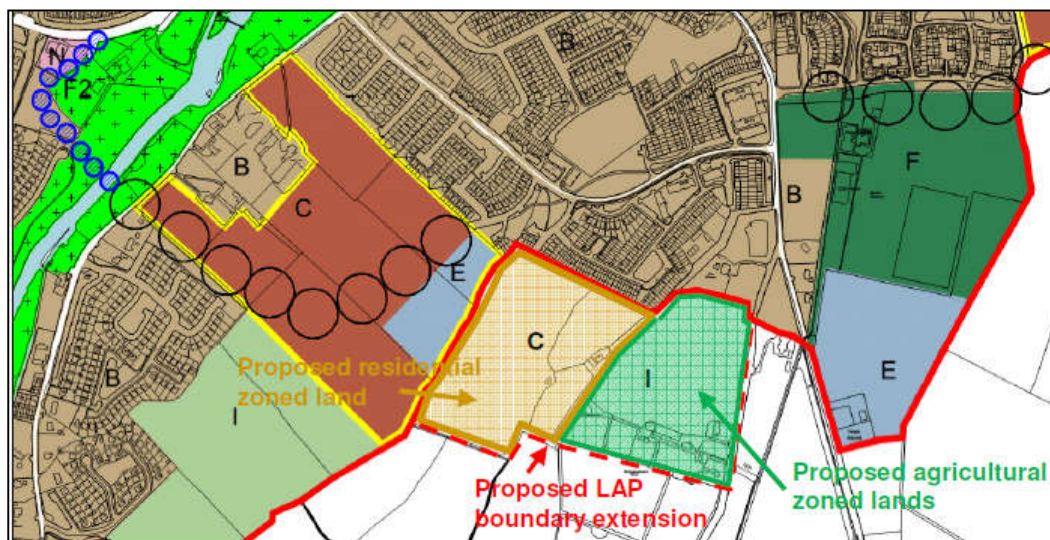 N
F2
B
B
C
E
B
F
B
I
C
I
E
Proposed residential
zoned land
Proposed LAP
boundary extension
Proposed agricultural
zoned lands